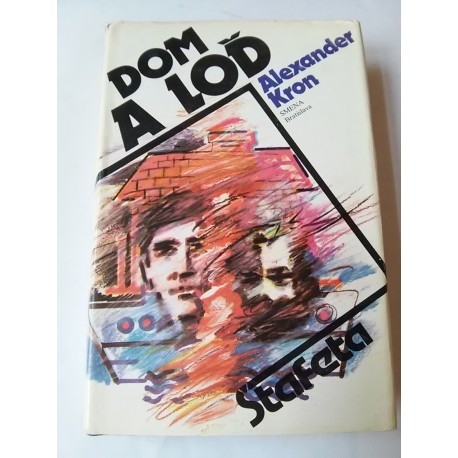 DOM
A LOĎ
Alexander
Kron
SMENA
Bratislava
Štafeta